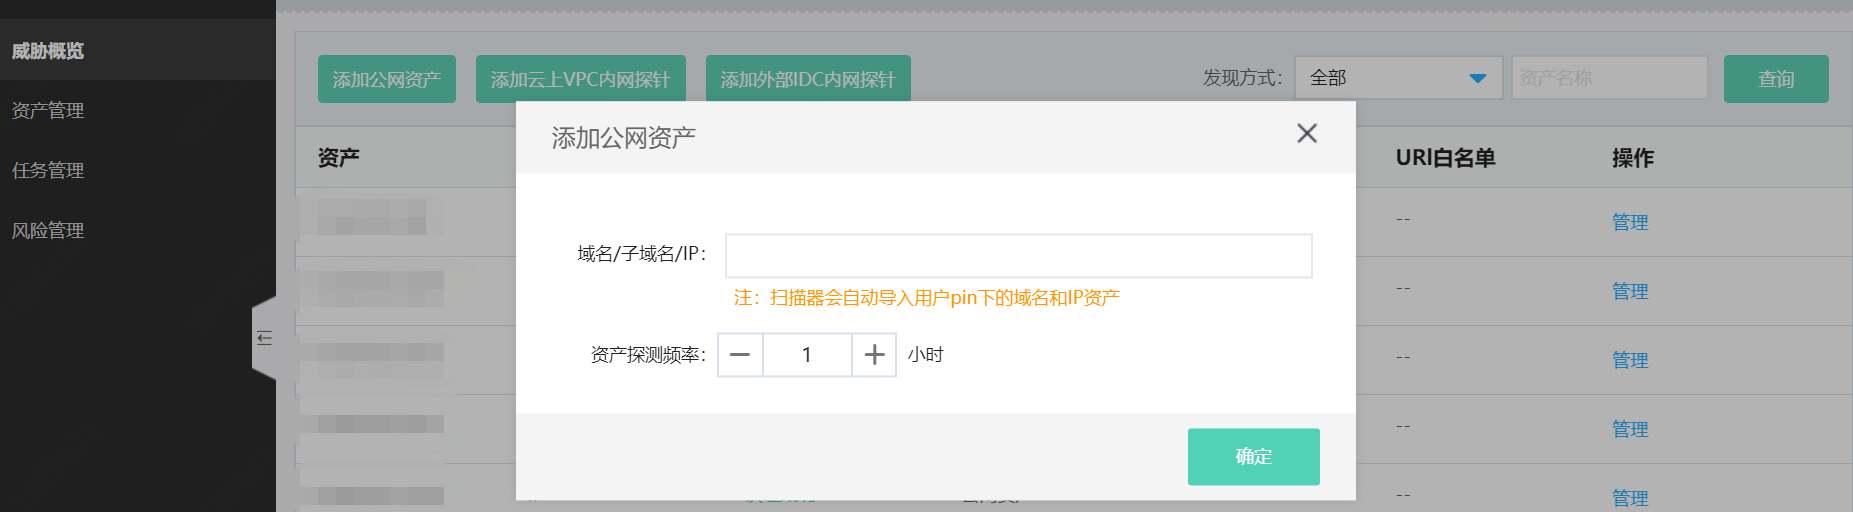 威胁概览
资产管理
任务管理
风险管理
添加公网资产 添加云上VPC内网探针 添加外部IDC内网探针 发现方式： 全部 资产名称 查询
资产 URl白名单 操作
-- 管理
-- 管理
-- 管理
-- 管理
-- 管理
添加公网资产
域名/子域名/IP：
注：扫描器会自动导入用户pin下的域名和IP资产
资产探测频率： 1 小时
确定